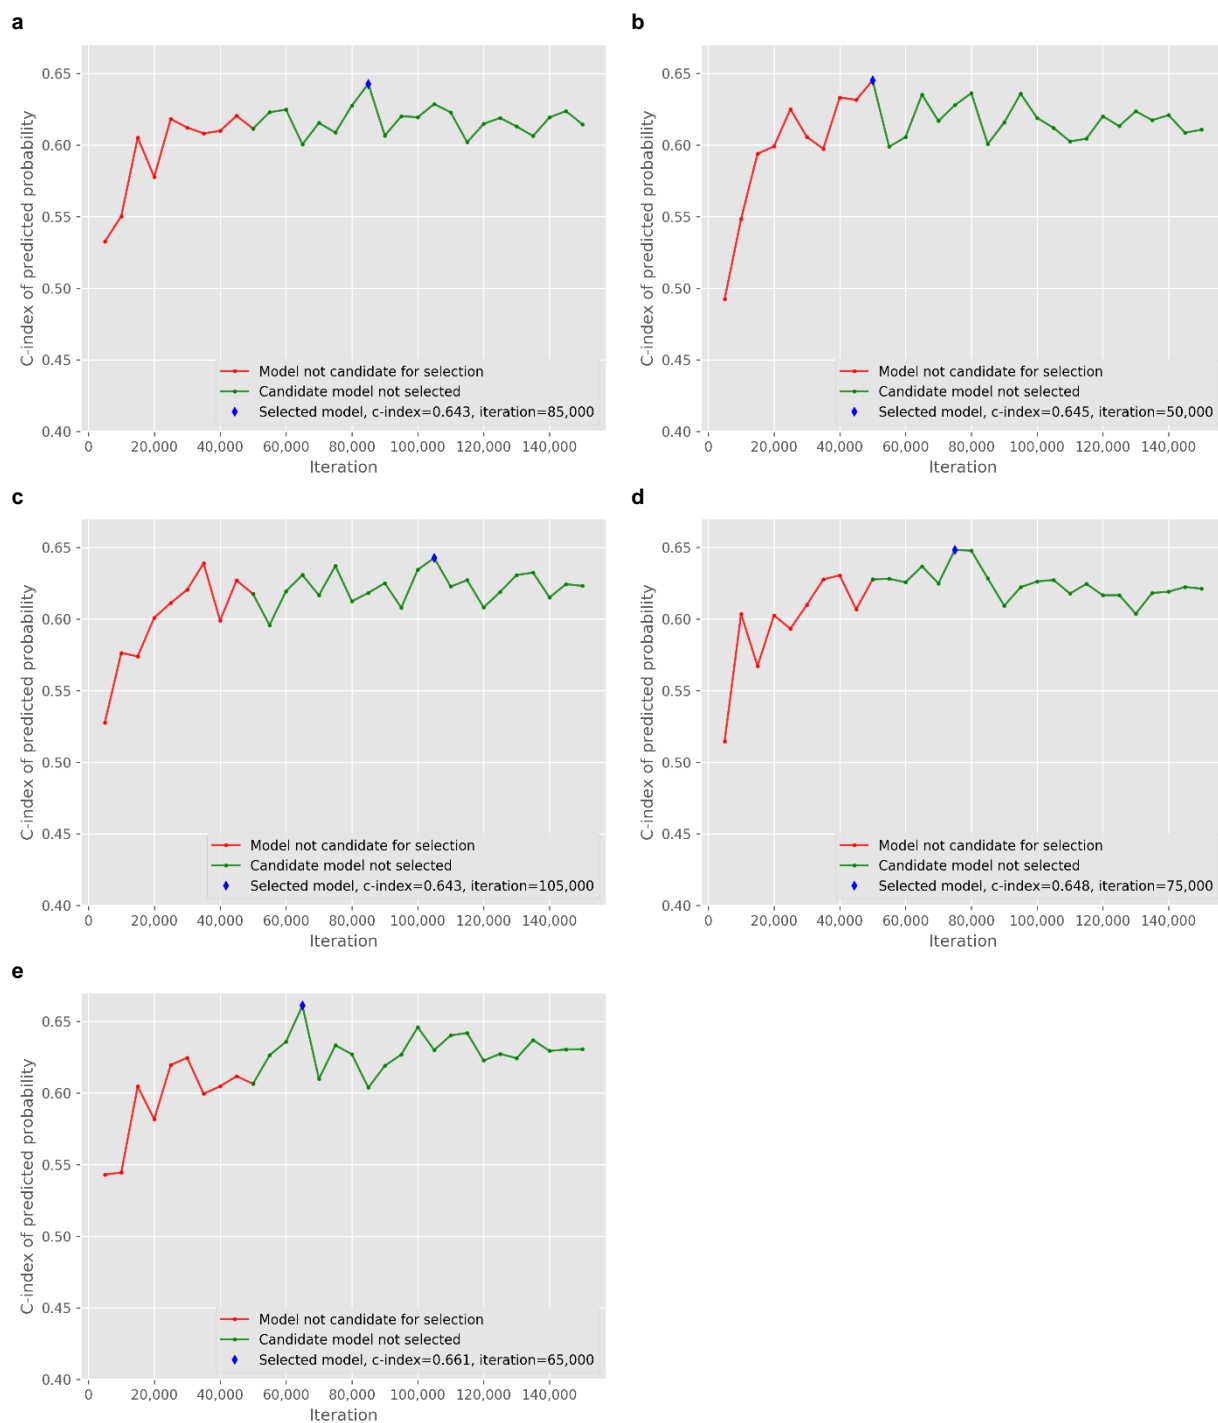 a
C-index of predicted probability
0.65
0.60
0.55
0.50
0.45
0.40
Model not candidate for selection
Candidate model not selected
Selected model, c-index=0.643, iteration=85,000
0 20,000 40,000 60,000 80,000 100,000 120,000 140,000
Iteration
b
C-index of predicted probability
0.65
0.60
0.55
0.50
0.45
0.40
Model not candidate for selection
Candidate model not selected
Selected model, c-index=0.645, iteration=50,000
0 20,000 40,000 60,000 80,000 100,000 120,000 140,000
Iteration
c
C-index of predicted probability
0.65
0.60
0.55
0.50
0.45
0.40
Model not candidate for selection
Candidate model not selected
Selected model, c-index=0.643, iteration=105,000
0 20,000 40,000 60,000 80,000 100,000 120,000 140,000
Iteration
d
C-index of predicted probability
0.65
0.60
0.55
0.50
0.45
0.40
Model not candidate for selection
Candidate model not selected
Selected model, c-index=0.648, iteration=75,000
0 20,000 40,000 60,000 80,000 100,000 120,000 140,000
Iteration
e
C-index of predicted probability
0.65
0.60
0.55
0.50
0.45
0.40
Model not candidate for selection
Candidate model not selected
Selected model, c-index=0.661, iteration=65,000
0 20,000 40,000 60,000 80,000 100,000 120,000 140,000
Iteration